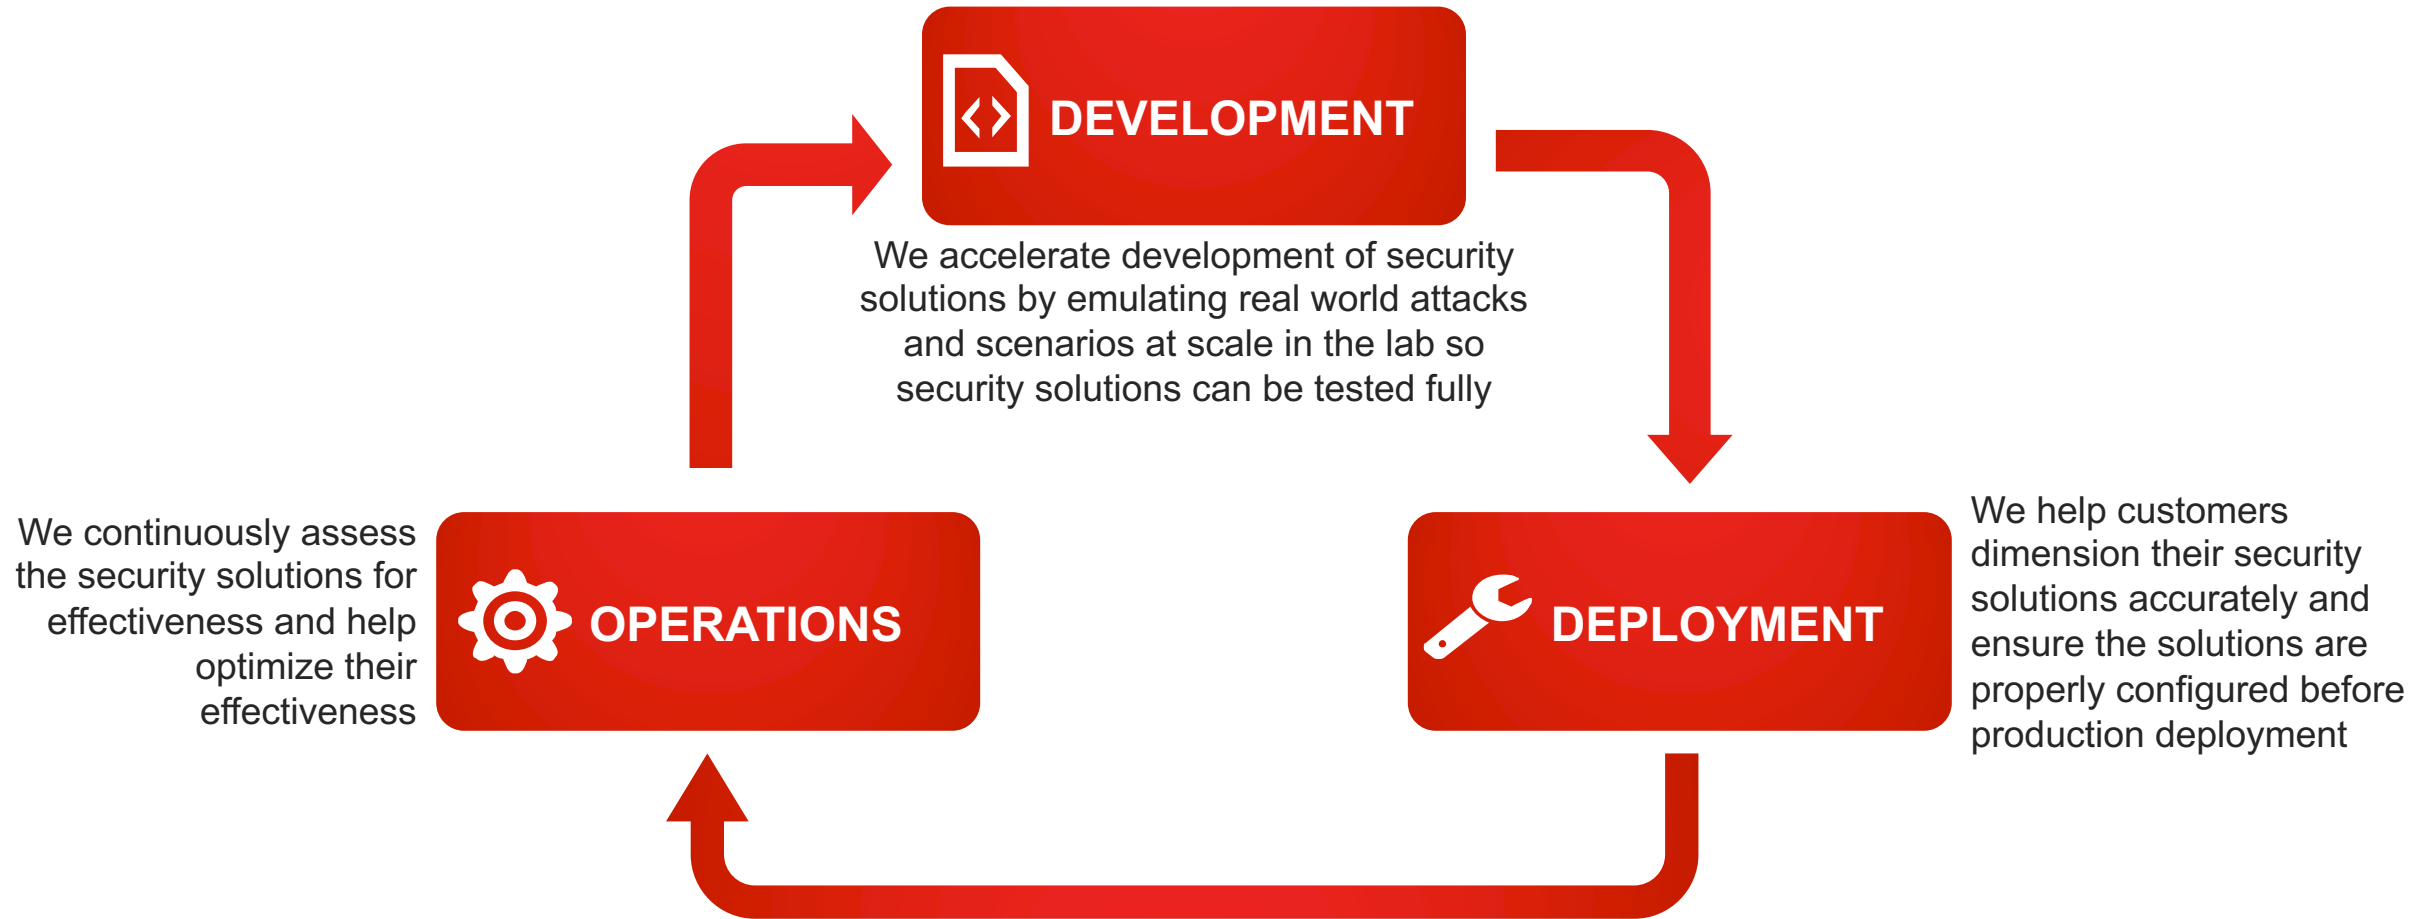 DEVELOPMENT
We accelerate development of security
solutions by emulating real world attacks
and scenarios at scale in the lab so
security solutions can be tested fully
We continuously assess
the security solutions for
effectiveness and help
optimize their
effectiveness
OPERATIONS
DEPLOYMENT
We help customers
dimension their security
solutions accurately and
ensure the solutions are
properly configured before
production deployment